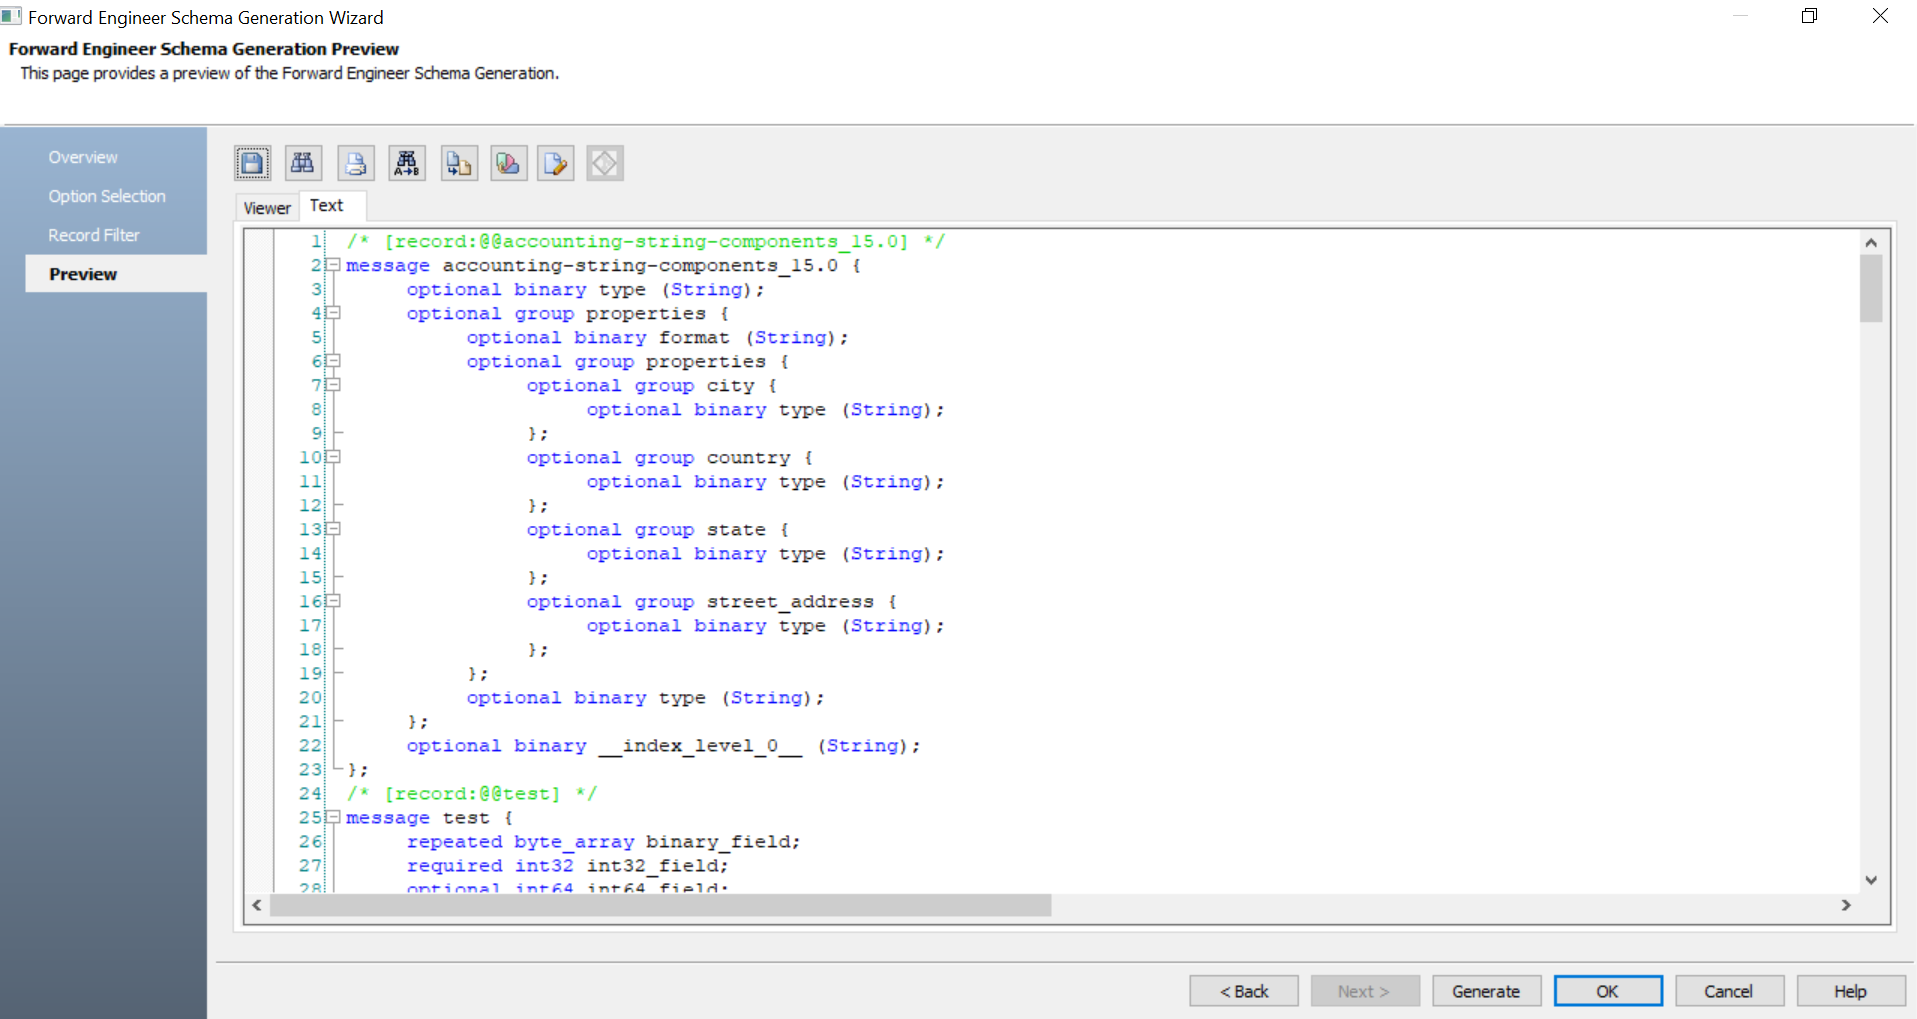 Forward Engineer Schema Generation Wizard
Forward Engineer Schema Generation Preview
This page provides a preview of the Forward Engineer Schema Generation.
Overview
Option Selection
Record Filter
Preview
A B
Viewer
Text
1 /* [record:@@accounting-string-components_15.0] */
2 message accounting-string-components_15.0 {
3 optional binary type (String);
4 optional group properties {
5 optional binary format (String);
6 optional group properties {
7 optional group city {
8 optional binary type (String);
9 };
10 optional group country {
11 optional binary type (String);
12 };
13 optional group state {
14 optional binary type (String);
15 };
16 optional group street_address {
17 optional binary type (String);
18 };
19 };
20 optional binary type (String);
21 };
22 optional binary __index_level_0__ (String);
23 };
24 /* [record:@@test] */
25 message test {
26 repeated byte_array binary_field;
27 required int32 int32_field;
28 optional int64 int64_field;
< Back
Next >
Generate
OK
Cancel
Help